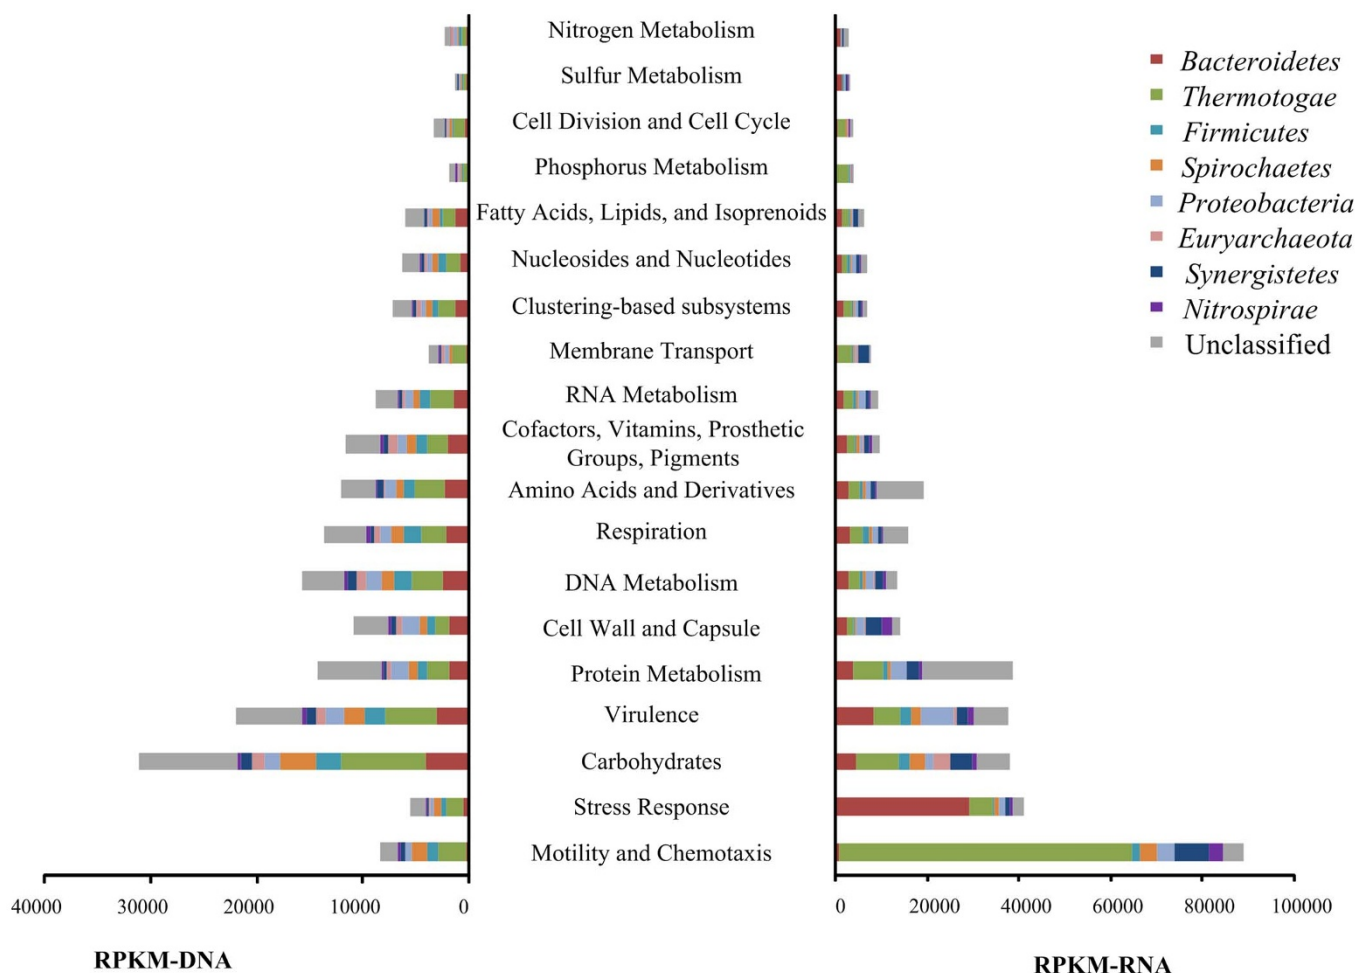 Nitrogen Metabolism
Sulfur Metabolism
Cell Division and Cell Cycle
Phosphorus Metabolism
Fatty Acids, Lipids, and Isoprenoids
Nucleosides and Nucleotides
Clustering-based subsystems
Membrane Transport
RNA Metabolism
Cofactors, Vitamins, Prosthetic
Groups, Pigments
Amino Acids and Derivatives
Respiration
DNA Metabolism
Cell Wall and Capsule
Protein Metabolism
Virulence
Carbohydrates
Stress Response
Motility and Chemotaxis
Bacteroidetes
Thermotogae
Firmicutes
Spirochaetes
Proteobacteria
Euryarchaeota
Synergistetes
Nitrospirae
Unclassified
40000 30000 20000 10000 0
0 20000 40000 60000 80000 100000
RPKM-DNA
RPKM-RNA